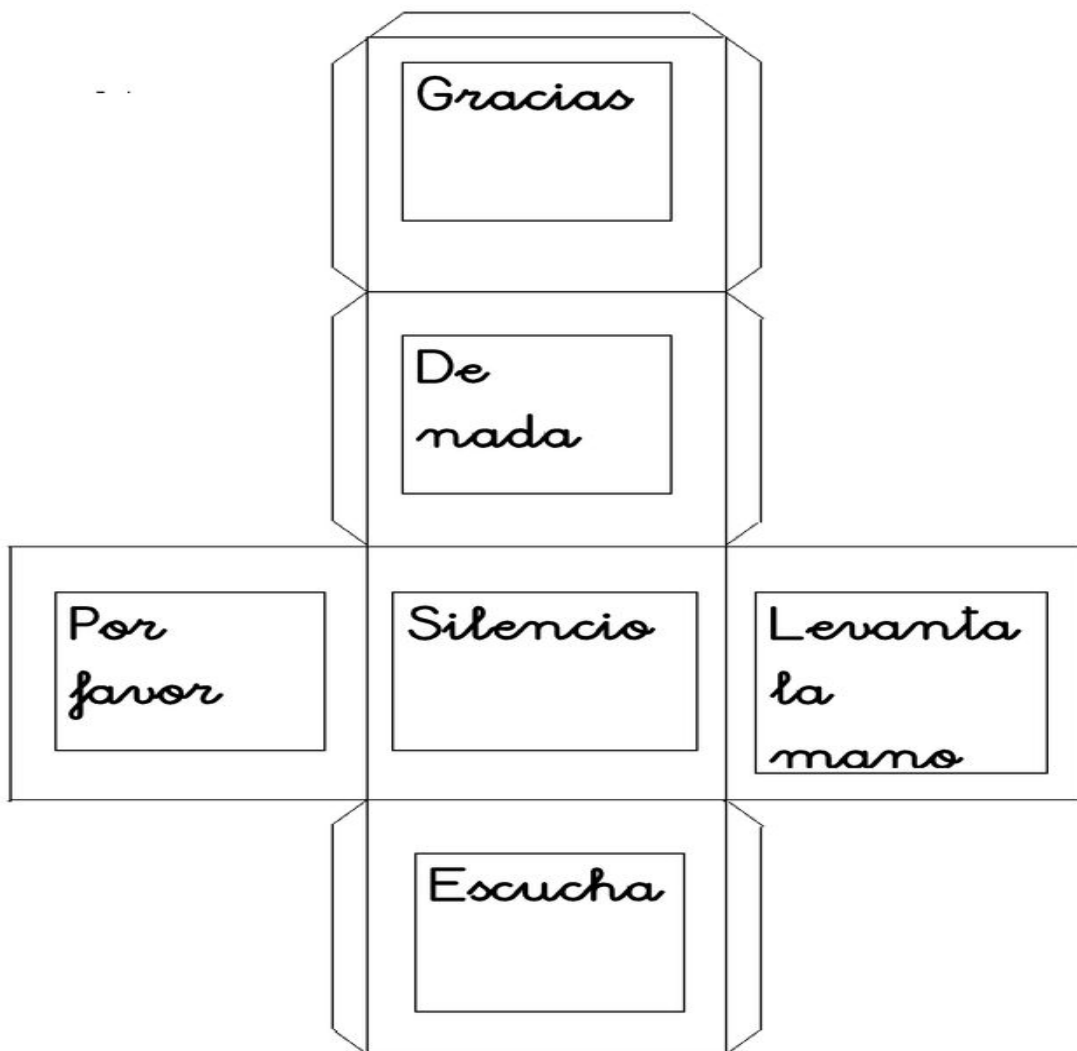 Gracias
De
nada
Por
favor
Silencio
Levanta
la
mano
Escucha